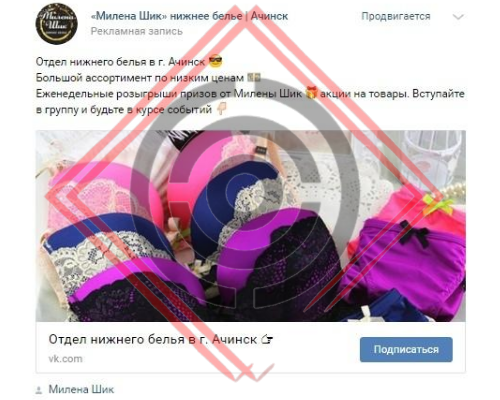 Милена
Шик
«Милена Шик» нижнее белье | Ачинск
Рекламная запись
Продвигается
Отдел нижнего белья в г. Ачинск 😎
Большой ассортимент по низким ценам 💵
Еженедельные розыгрыши призов от Милены Шик 🎁 акции на товары. Вступайте
в группу и будьте в курсе событий 👇🏻
Отдел нижнего белья в г. Ачинск 👉
vk.com
Подписаться
Милена Шик